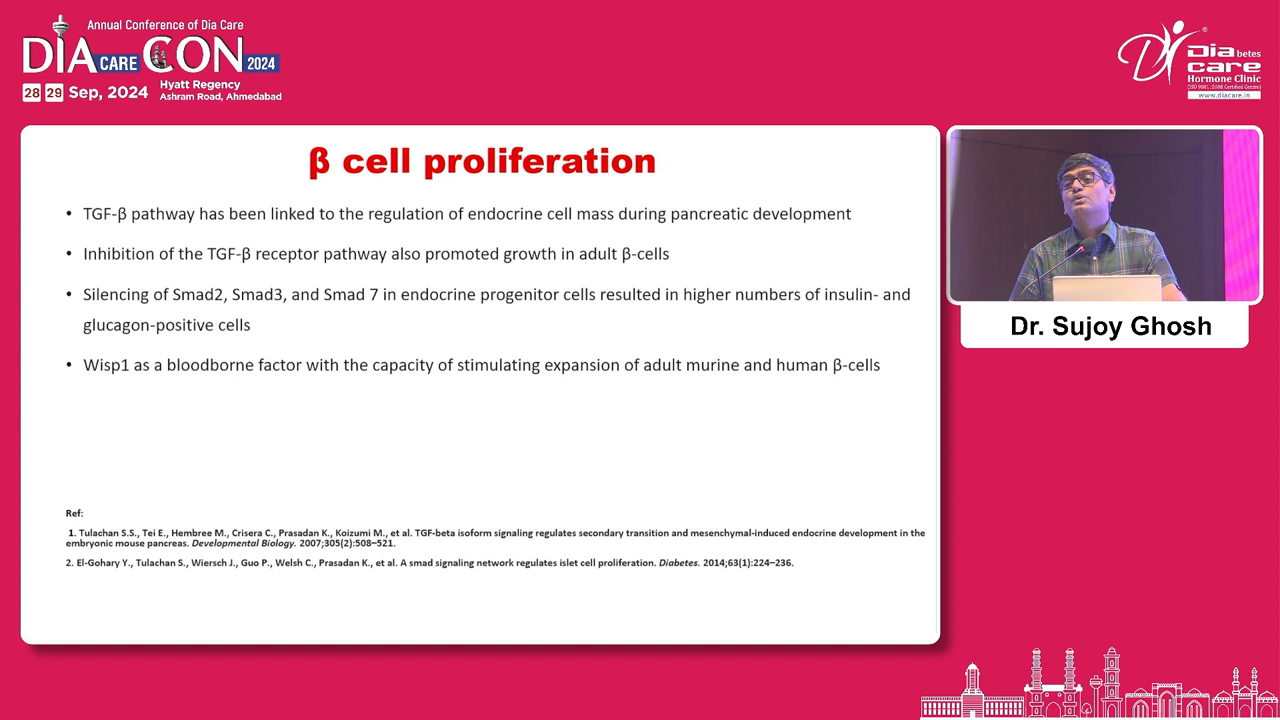 Annual Conference of Dia Care
DIA CARE CON 2024
28 29 Sep, 2024
Hyatt Regency
Ashram Road, Ahmedabad
Diabetes
care
Hormone Clinic
www.diacare.in
β cell proliferation
• TGF-β pathway has been linked to the regulation of endocrine cell mass during pancreatic development
• Inhibition of the TGF-β receptor pathway also promoted growth in adult β-cells
• Silencing of Smad2, Smad3, and Smad 7 in endocrine progenitor cells resulted in higher numbers of insulin- and
glucagon-positive cells
• Wisp1 as a bloodborne factor with the capacity of stimulating expansion of adult murine and human β-cells
Ref:
1. Tulachan S.S., Tei E., Hembree M., Crisera C., Prasadan K., Koizumi M., et al. TGF-beta isoform signaling regulates secondary transition and mesenchymal-induced endocrine development in the
embryonic mouse pancreas. Developmental Biology. 2007;305(2):508–521.
2. El-Gohary Y., Tulachan S., Wiersch J., Guo P., Welsh C., Prasadan K., et al. A smad signaling network regulates islet cell proliferation. Diabetes. 2014;63(1):224–236.
Dr. Sujoy Ghosh